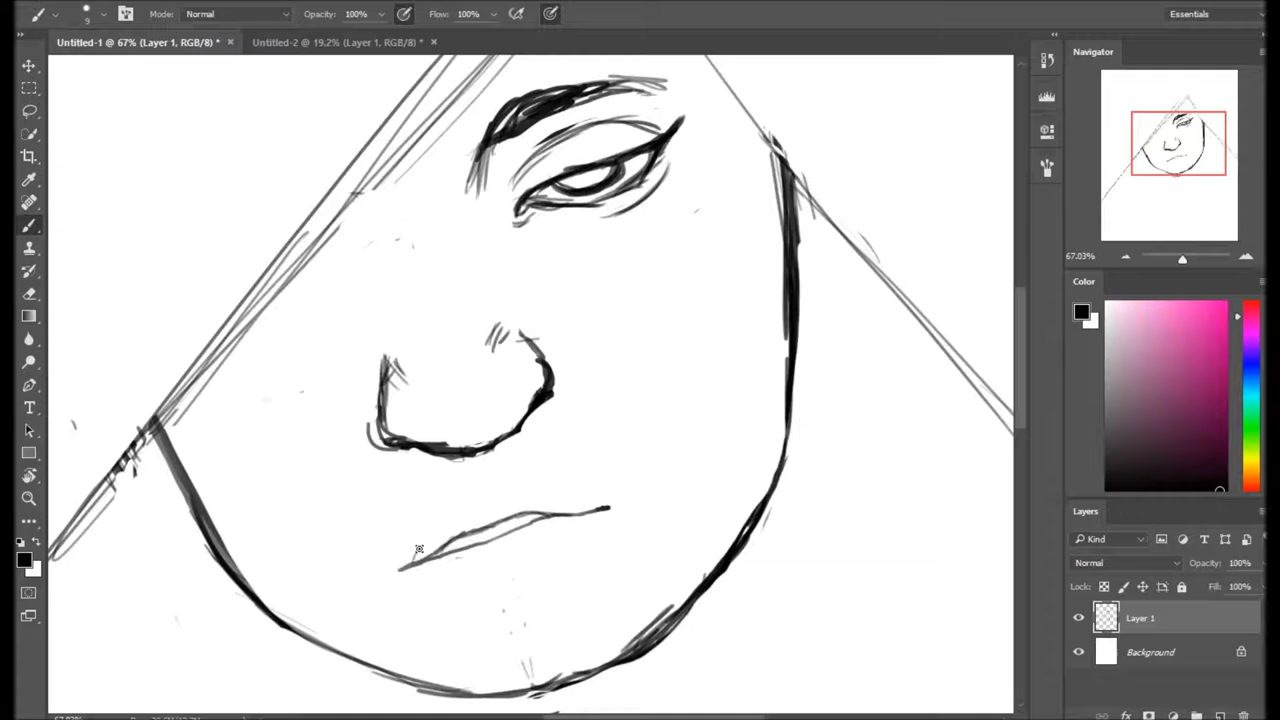 9 Mode: Normal Opacity: 100% Flow: 100% Essentials
Untitled-1 @ 67% (Layer 1, RGB/8) * × Untitled-2 @ 19.2% (Layer 1, RGB/8) * ×
Navigator
67.03%
Color
Layers
Kind
Normal Opacity: 100%
Lock: Fill: 100%
Layer 1
Background